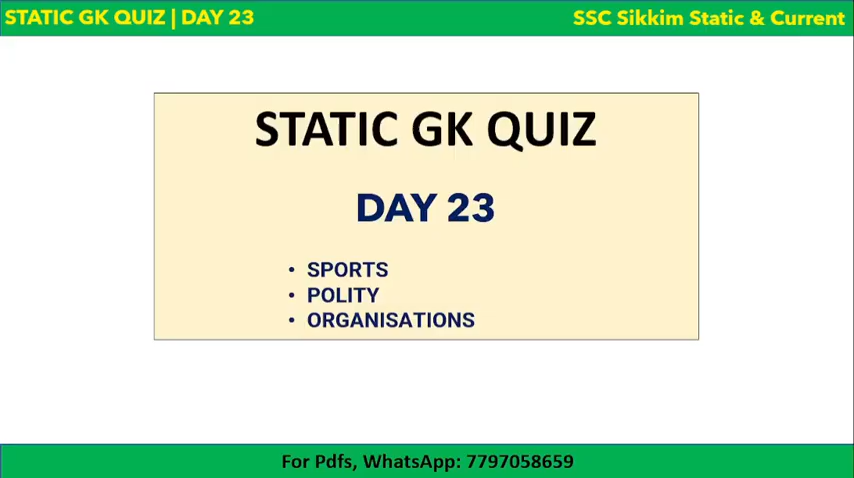 STATIC GK QUIZ | DAY 23
SSC Sikkim Static & Current
STATIC GK QUIZ
DAY 23
• SPORTS
• POLITY
• ORGANISATIONS
For Pdfs, WhatsApp: 7797058659